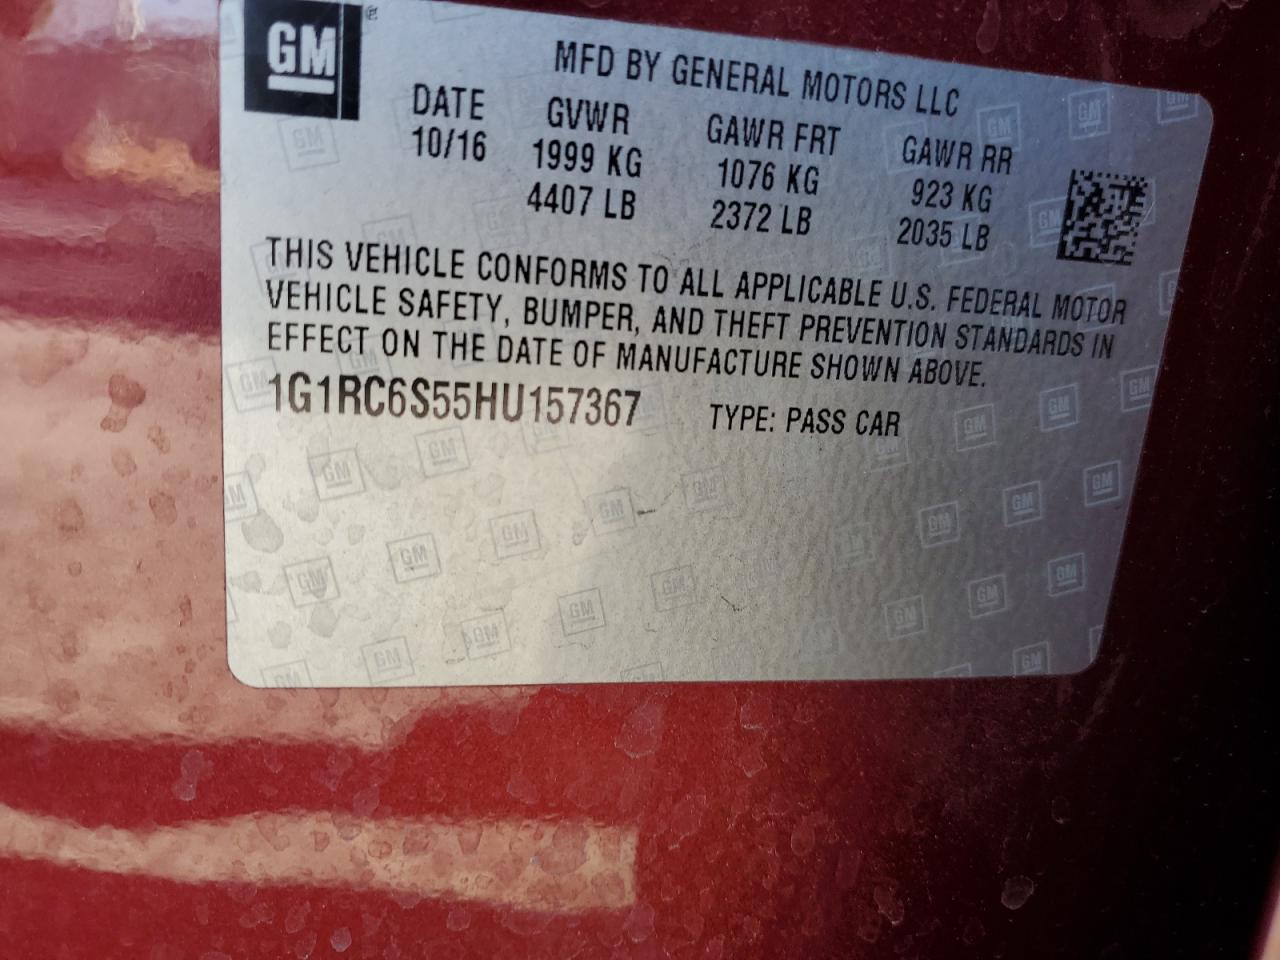 GM
MFD BY GENERAL MOTORS LLC
DATE GVWR GAWR FRT GAWR RR
10/16 1999 KG 1076 KG 923 KG
4407 LB 2372 LB 2035 LB
THIS VEHICLE CONFORMS TO ALL APPLICABLE U.S. FEDERAL MOTOR
VEHICLE SAFETY, BUMPER, AND THEFT PREVENTION STANDARDS IN
EFFECT ON THE DATE OF MANUFACTURE SHOWN ABOVE.
1G1RC6S55HU157367 TYPE: PASS CAR